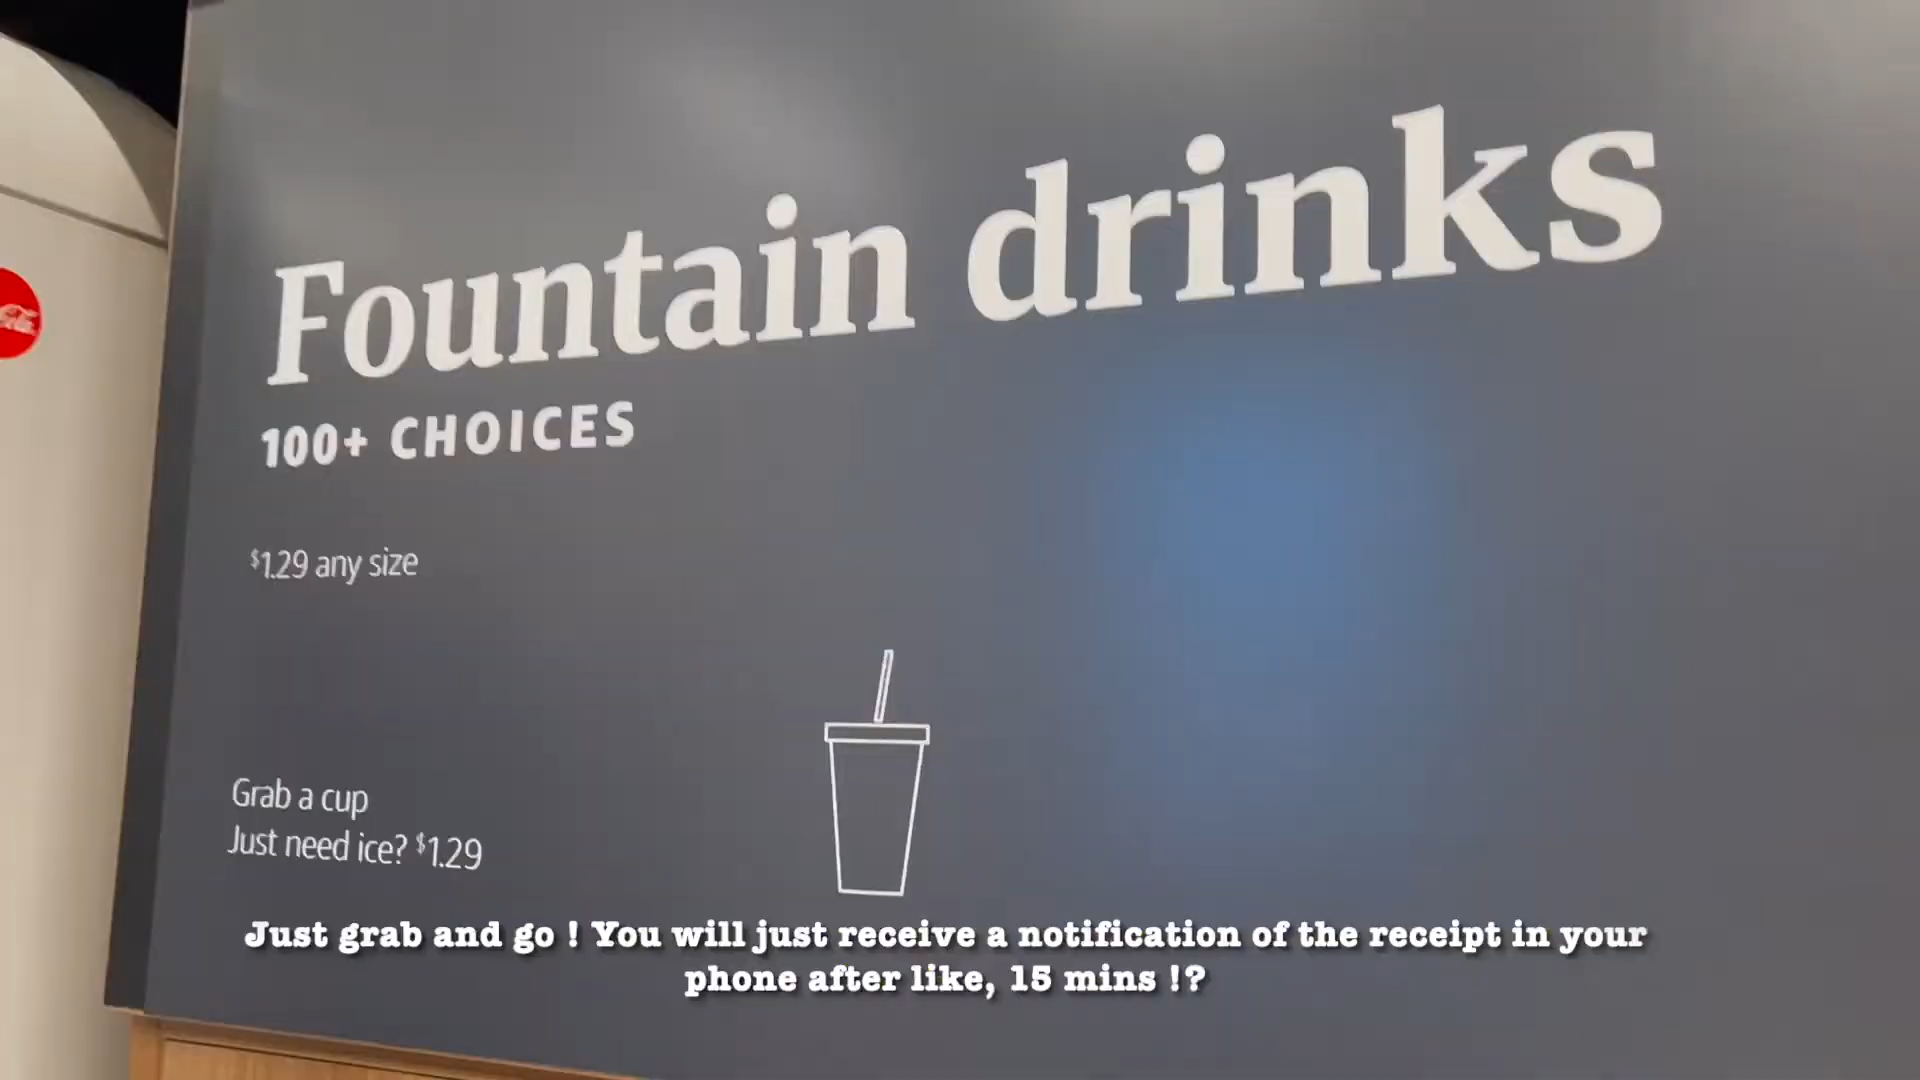 Fountain drinks
100+ CHOICES
$1.29 any size
Grab a cup
Just need ice? $1.29
Just grab and go ! You will just receive a notification of the receipt in your
phone after like, 15 mins !?